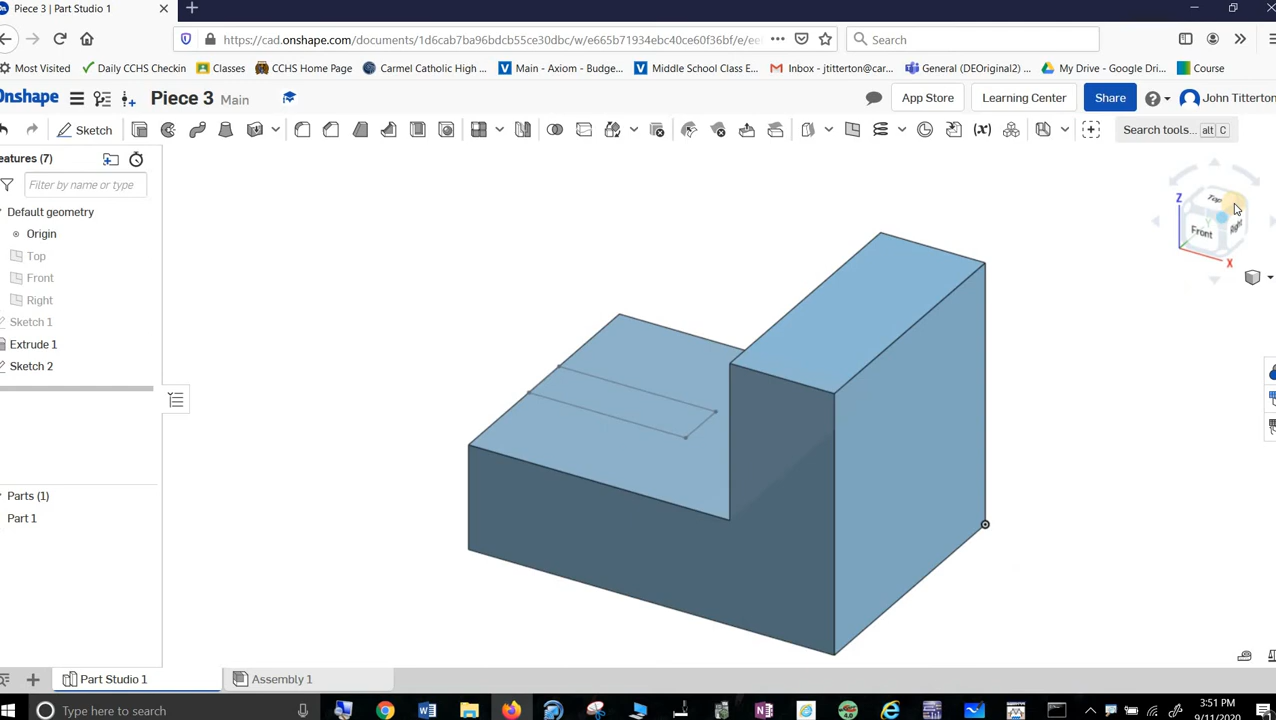 Piece 3 | Part Studio 1
https://cad.onshape.com/documents/1d6cab7ba96bdcb55ce30dbc/w/e665b71934ebc40ce60f36bf/e/ee
Search
Most Visited
Daily CCHS Checkin
Classes
CCHS Home Page
Carmel Catholic High ...
Main - Axiom - Budge...
Middle School Class E...
Inbox - jtitterton@car...
General (DEOriginal2) ...
My Drive - Google Dri...
Course
Onshape
Piece 3 Main
App Store
Learning Center
Share
John Titterton
Sketch
Search tools... alt C
eatures (7)
Filter by name or type
Default geometry
Origin
Top
Front
Right
Sketch 1
Extrude 1
Sketch 2
Top
Z
Front
Right
Y
X
Parts (1)
Part 1
Part Studio 1
Assembly 1
Type here to search
3:51 PM
9/11/2020